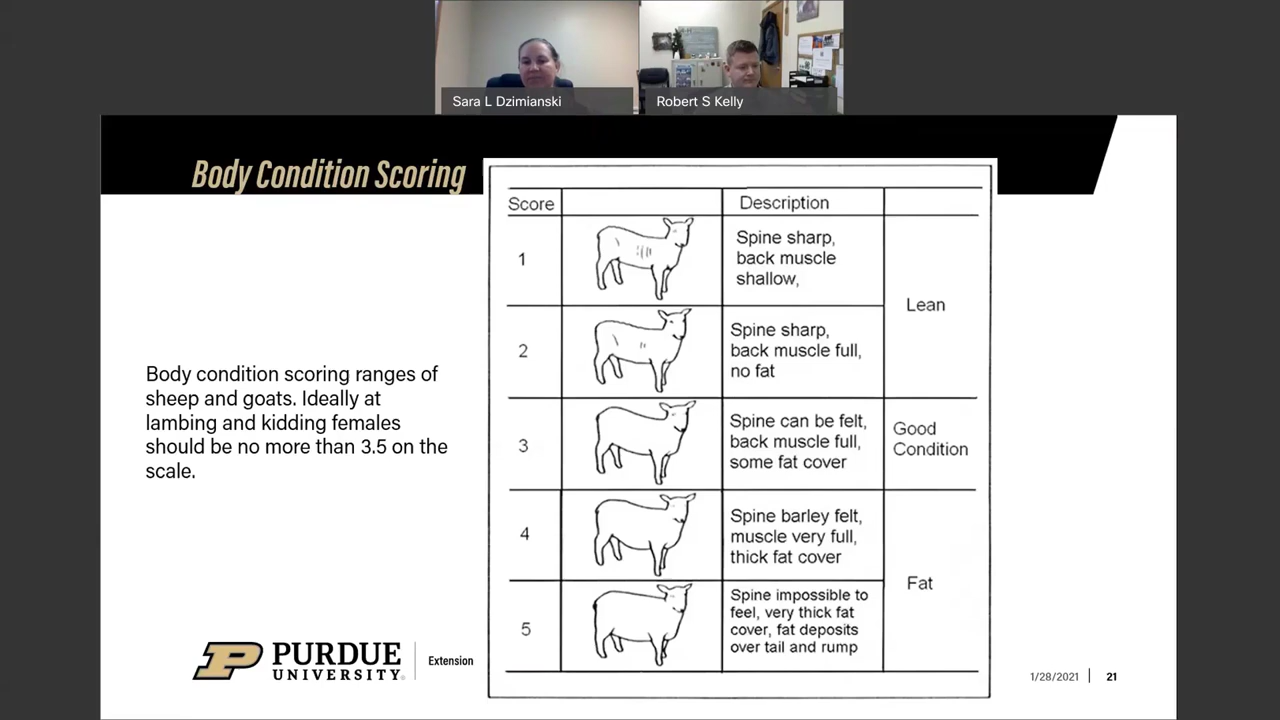 Sara L Dzimianski
Robert S Kelly
Body Condition Scoring
Body condition scoring ranges of
sheep and goats. Ideally at
lambing and kidding females
should be no more than 3.5 on the
scale.
Score
Description
1
Spine sharp,
back muscle
shallow,
Lean
2
Spine sharp,
back muscle full,
no fat
3
Spine can be felt,
back muscle full,
some fat cover
Good
Condition
4
Spine barley felt,
muscle very full,
thick fat cover
Fat
5
Spine impossible to
feel, very thick fat
cover, fat deposits
over tail and rump
P PURDUE
UNIVERSITY®
Extension
1/28/2021
21